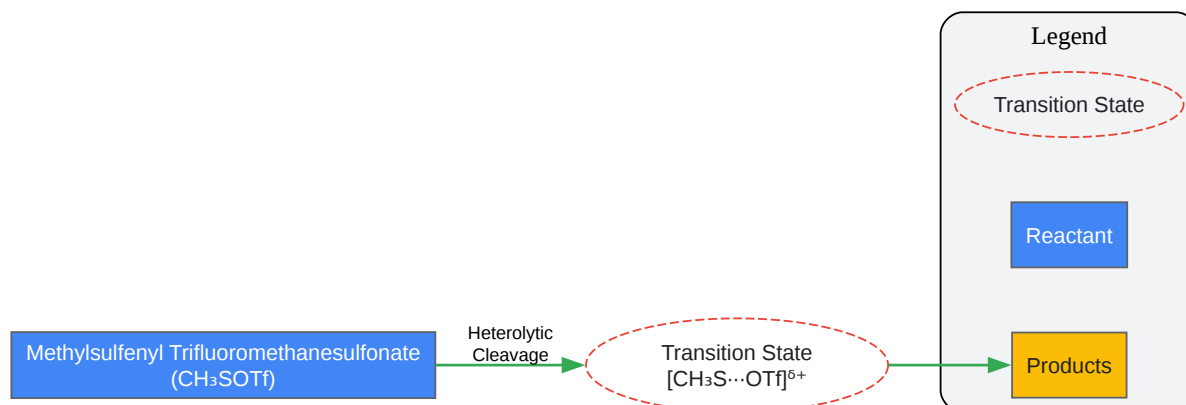 Legend
Transition State
Reactant
Methylsulfenyl Trifluoromethanesulfonate
(CH₃SOTf)
Heterolytic
Cleavage
Transition State
[CH₃S···OTf]ᵟ⁺
Products